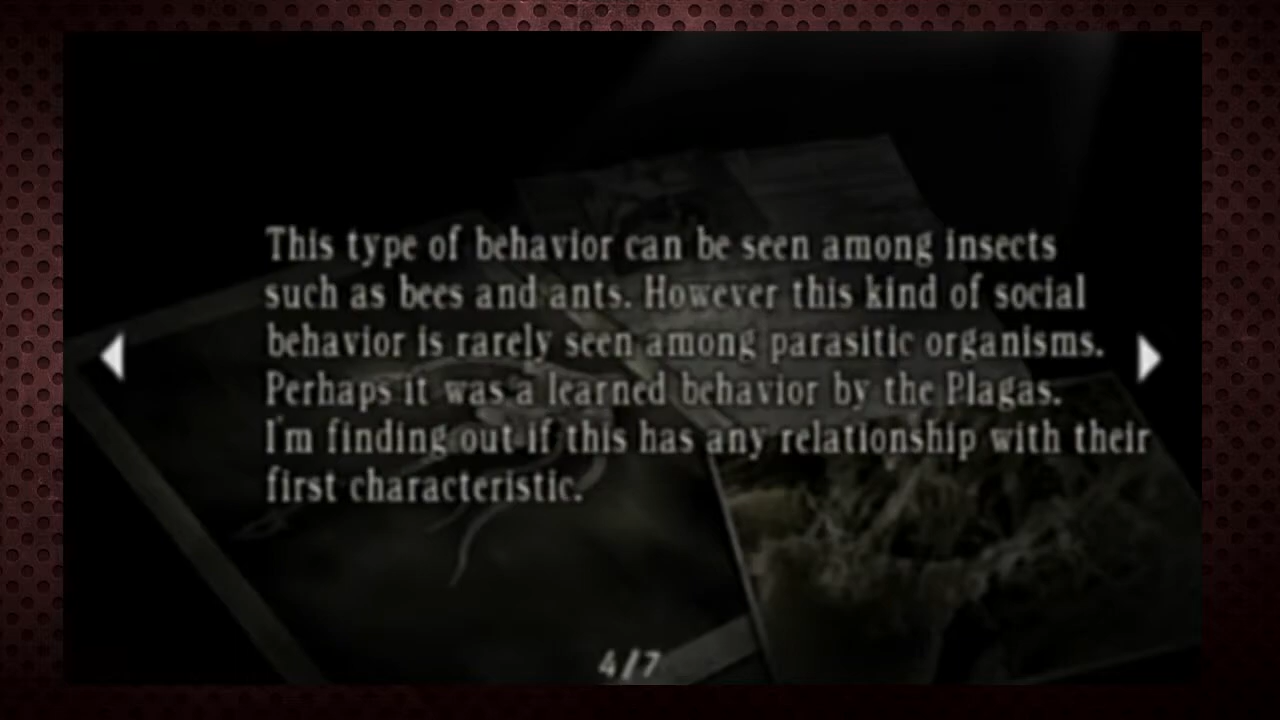 This type of behavior can be seen among insects
such as bees and ants. However this kind of social
behavior is rarely seen among parasitic organisms.
Perhaps it was a learned behavior by the Plagas.
I'm finding out if this has any relationship with their
first characteristic.
4/7